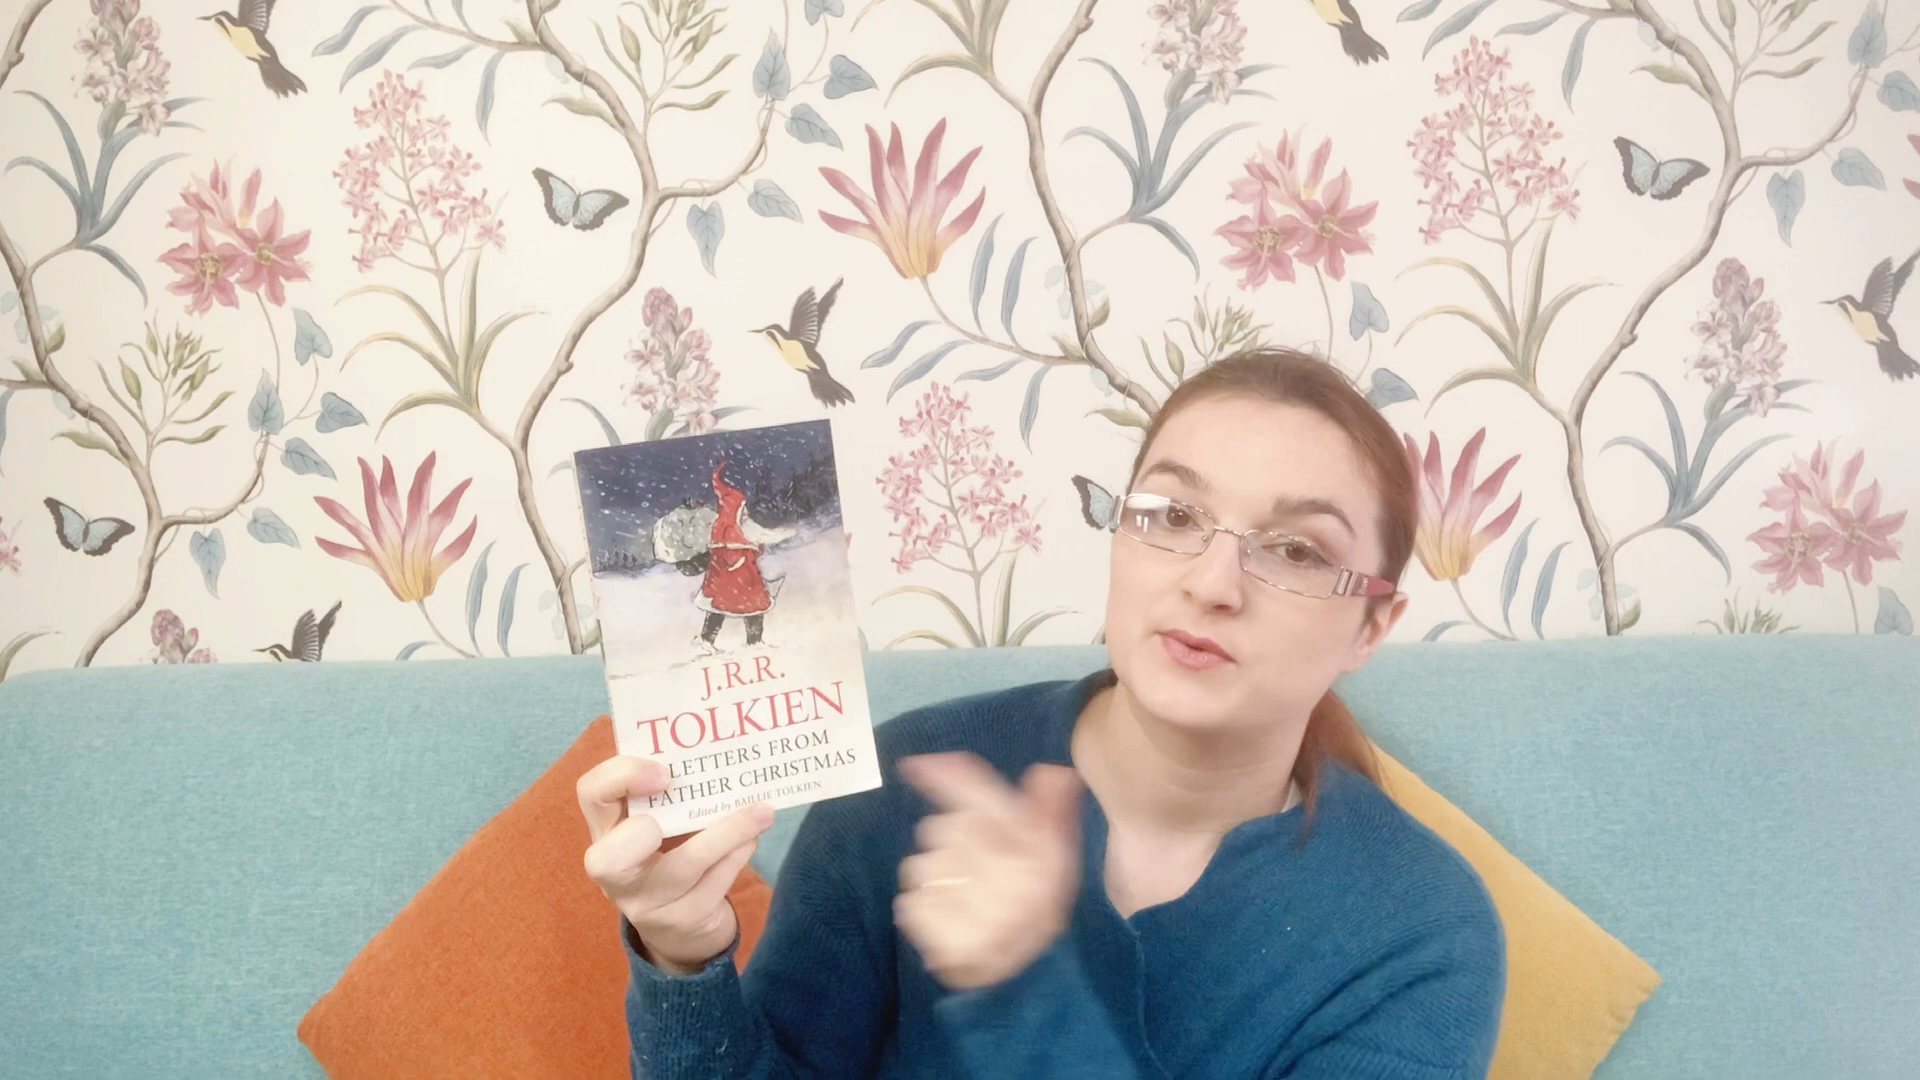 J.R.R.
TOLKIEN
LETTERS FROM
FATHER CHRISTMAS
Edited by BAILLIE TOLKIEN